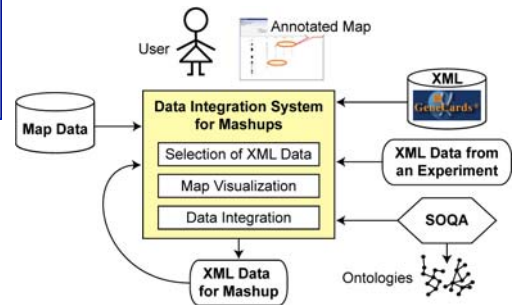 User
Annotated Map
Map Data
Data Integration System
for Mashups
Selection of XML Data
Map Visualization
Data Integration
XML
GeneCards®
XML Data from
an Experiment
SOQA
Ontologies
XML Data
for Mashup